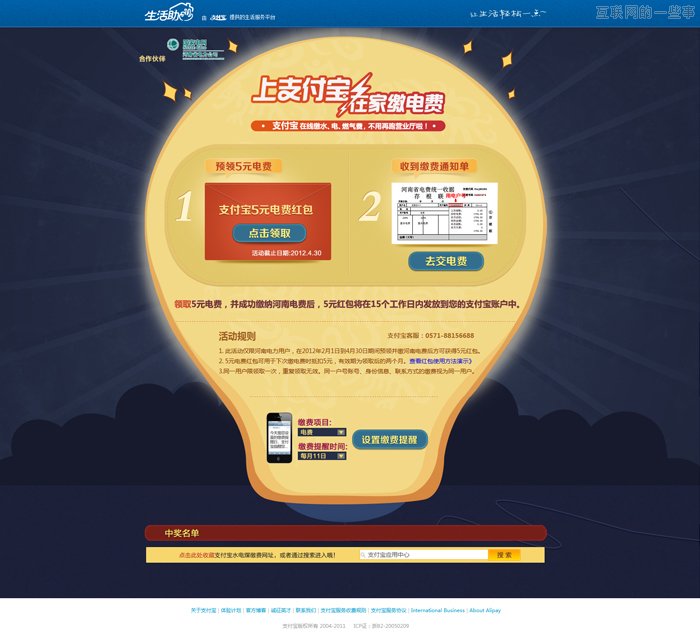 生活助手
由 支付宝 提供的生活服务平台
让生活轻松一点
互联网的一些事
合作伙伴
国家电网
河南省电力公司
上支付宝
在家缴电费
支付宝在线缴水、电、燃气费，不用再跑营业厅啦！
预领5元电费
收到缴费通知单
1
支付宝5元电费红包
点击领取
活动截止日期:2012.4.30
2
河南省电费统一收据
存 根 联
去交电费
领取5元电费，并成功缴纳河南电费后，5元红包将在15个工作日内发放到您的支付宝账户中。
活动规则
支付宝客服：0571-88156688
1. 此活动仅限河南电力用户，在2012年2月1日到4月30日期间预领并缴河南电费后方可获得5元红包。
2. 5元电费红包可用于下次缴电费时抵扣5元，有效期为领取后的两个月。查看红包使用方法演示》
3.同一用户限领取一次，重复领取无效。同一户号账号、身份信息、联系方式的缴费视为同一用户。
缴费项目:
电费
缴费提醒时间:
每月11日
设置缴费提醒
中奖名单
点击此处收藏支付宝水电煤缴费网址，或者通过搜索进入哦！
支付宝应用中心
搜 索
关于支付宝 | 体验计划 | 官方博客 | 诚征英才 | 联系我们 | 支付宝服务收费规则 | 支付宝服务协议 | International Business | About Alipay
支付宝版权所有 2004-2011 ICP证：浙B2-20050209